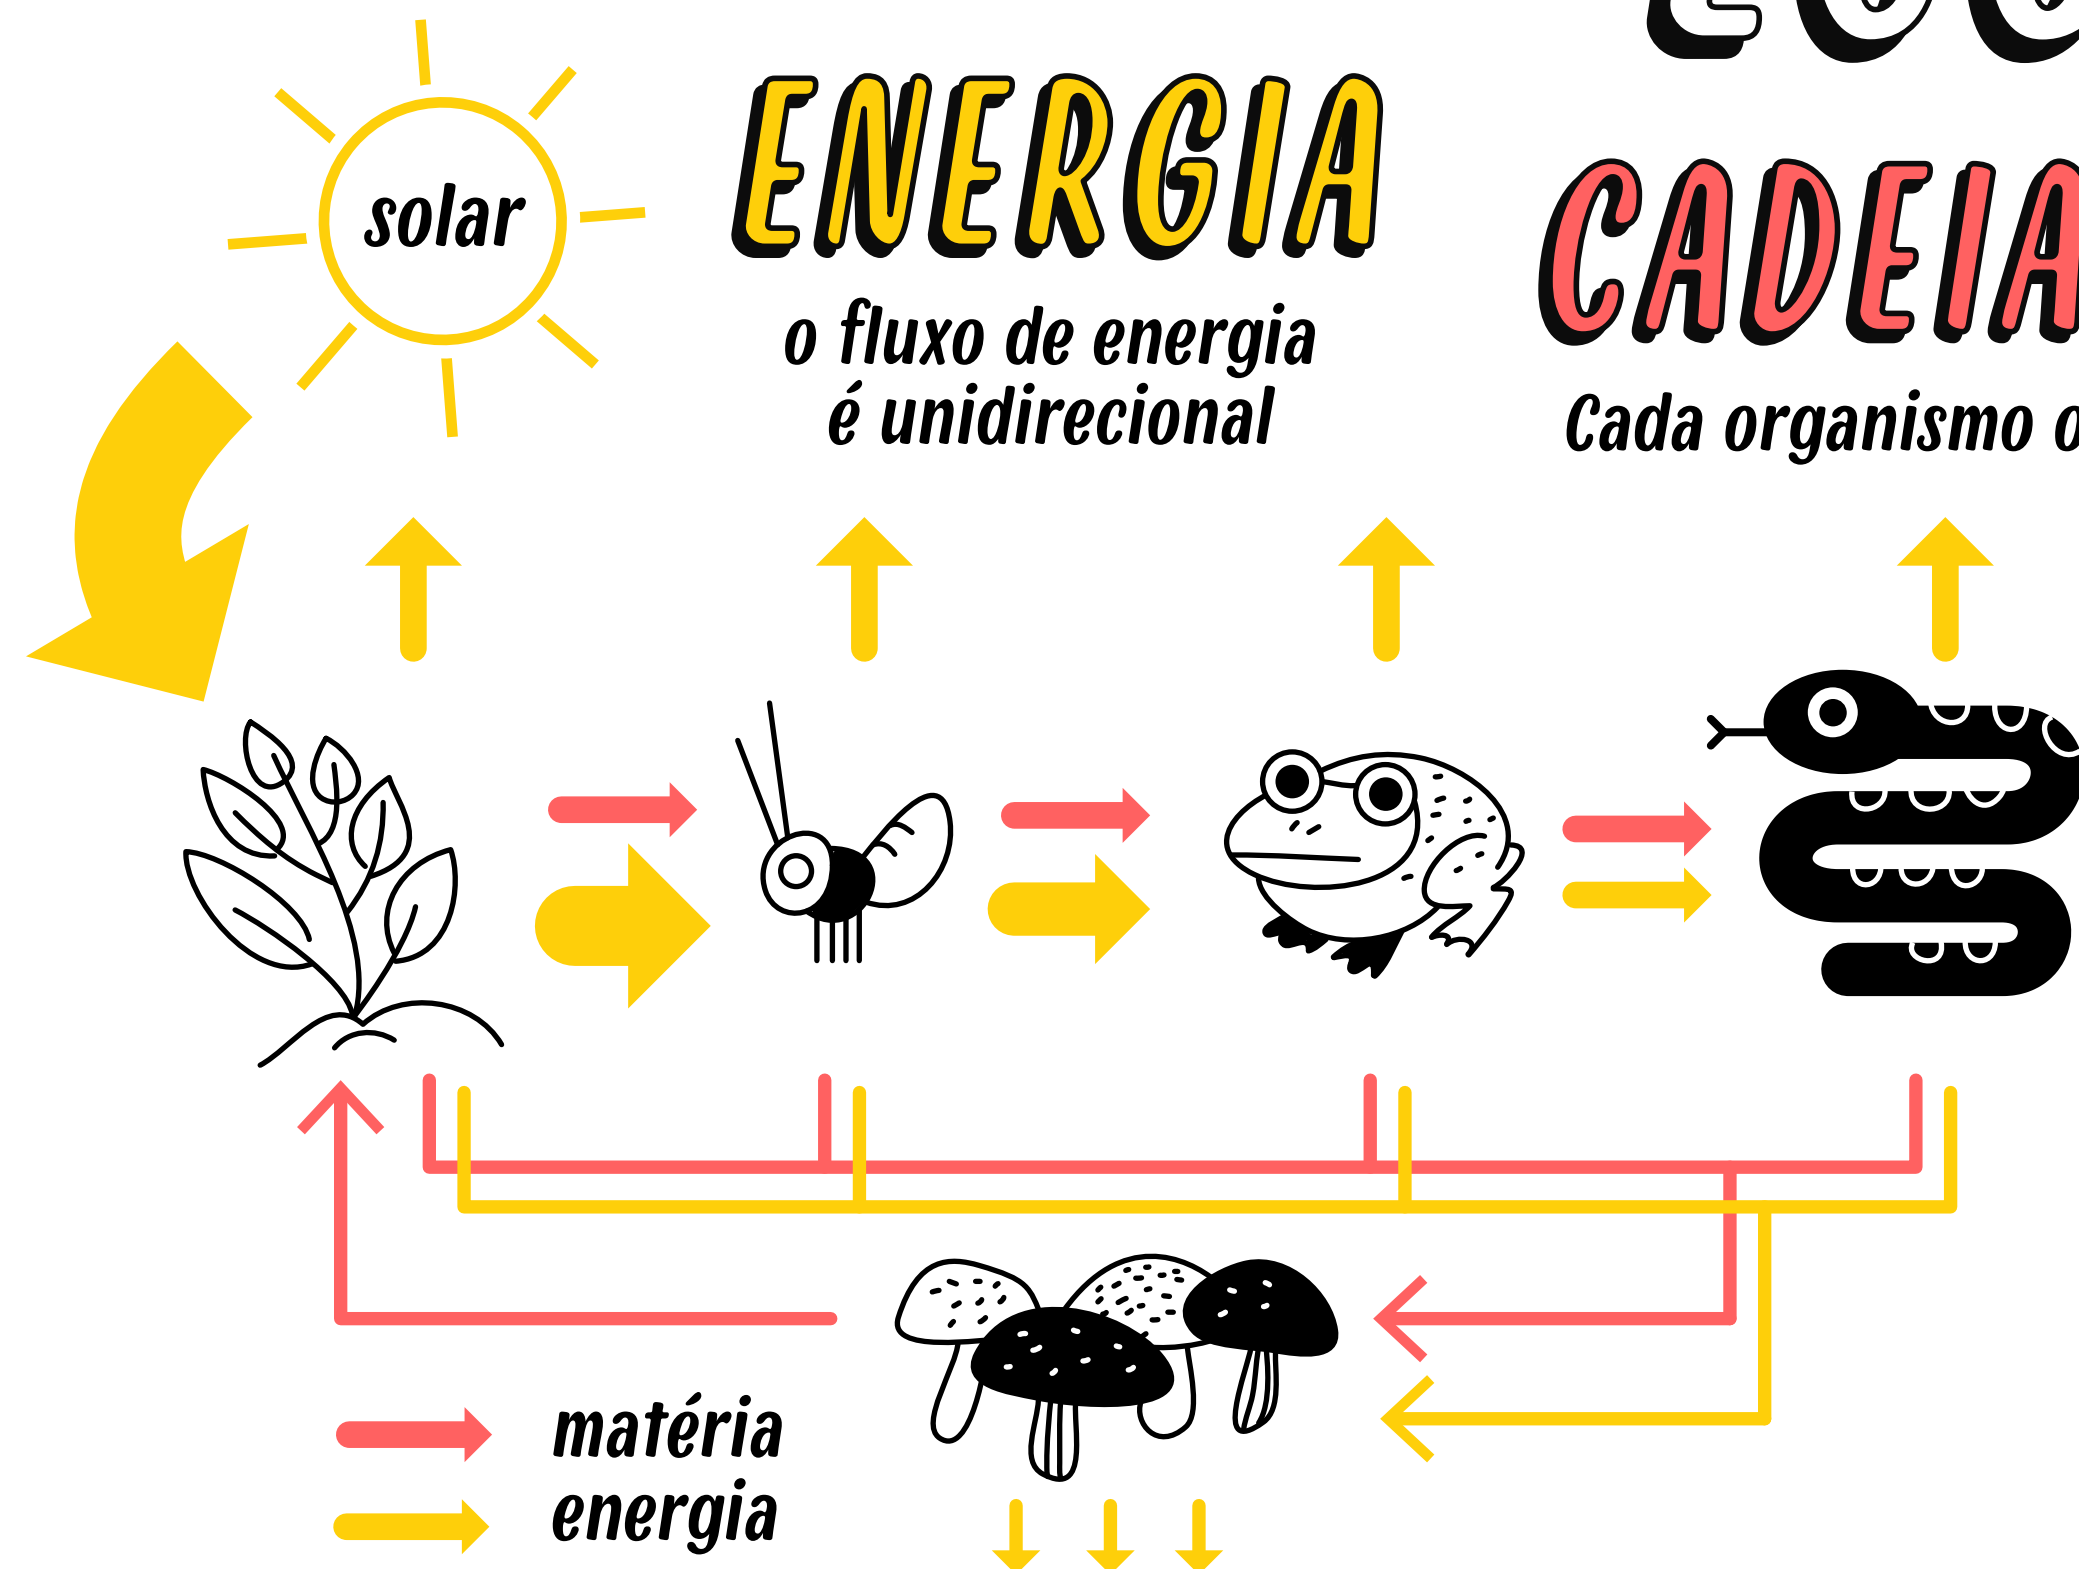 solar
ENERGIA
o fluxo de energia
é unidirecional
CADEIA
Cada organismo
matéria
energia